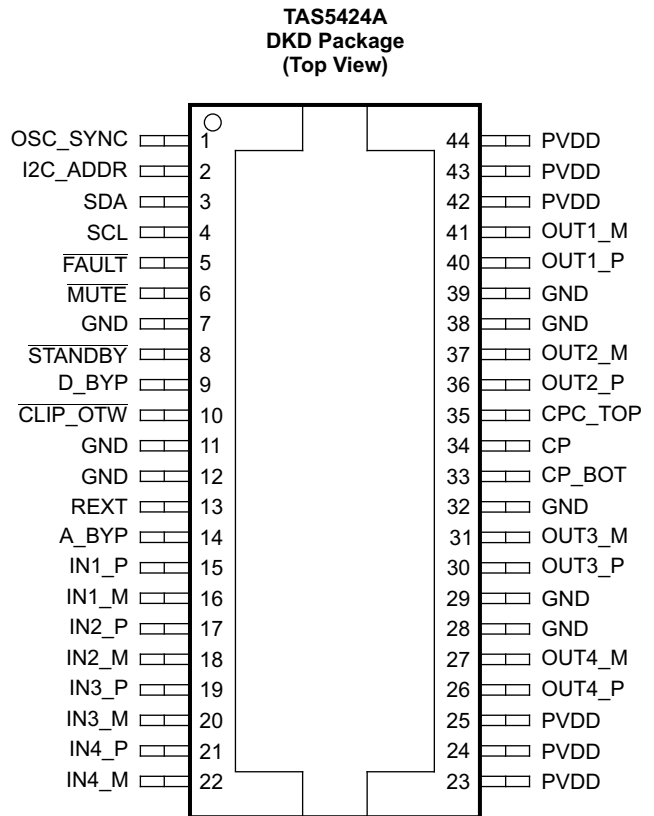 TAS5424A
DKD Package
(Top View)
OSC_SYNC 1 44 PVDD
I2C_ADDR 2 43 PVDD
SDA 3 42 PVDD
SCL 4 41 OUT1_M
FAULT 5 40 OUT1_P
MUTE 6 39 GND
GND 7 38 GND
STANDBY 8 37 OUT2_M
D_BYP 9 36 OUT2_P
CLIP_OTW 10 35 CPC_TOP
GND 11 34 CP
GND 12 33 CP_BOT
REXT 13 32 GND
A_BYP 14 31 OUT3_M
IN1_P 15 30 OUT3_P
IN1_M 16 29 GND
IN2_P 17 28 GND
IN2_M 18 27 OUT4_M
IN3_P 19 26 OUT4_P
IN3_M 20 25 PVDD
IN4_P 21 24 PVDD
IN4_M 22 23 PVDD